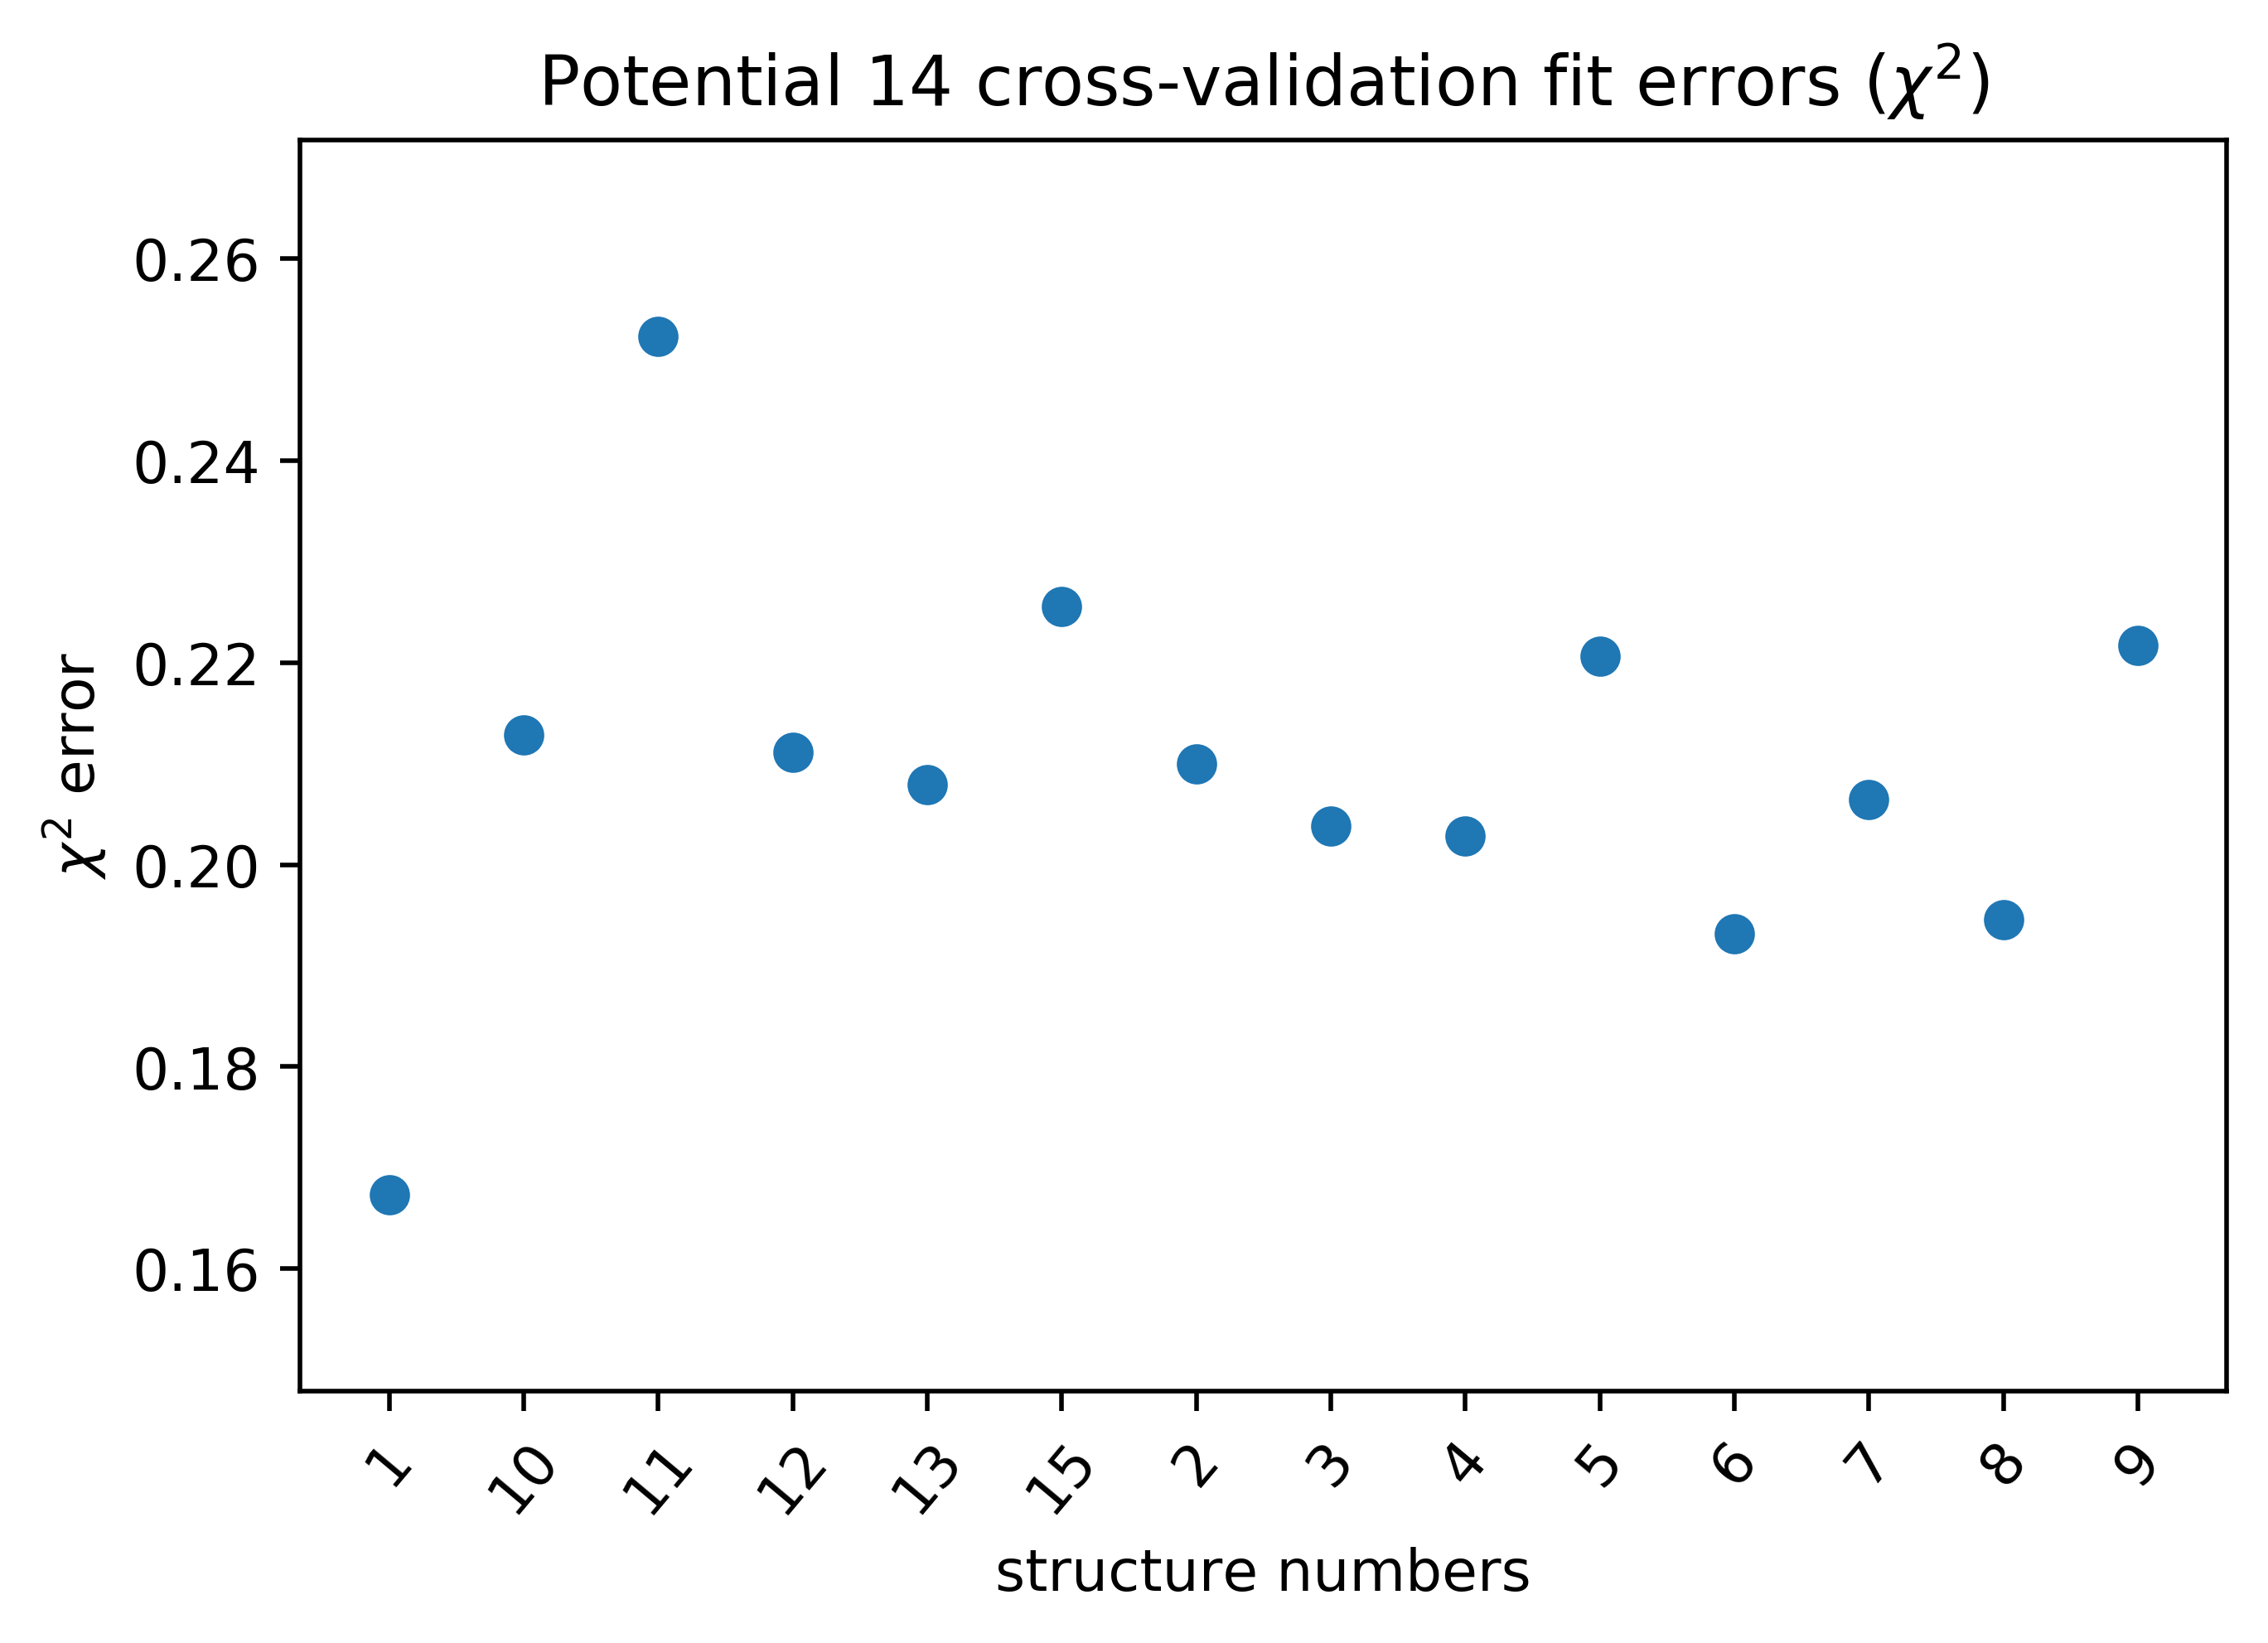 Potential 14 cross-validation fit errors (χ²)
χ² error
0.26
0.24
0.22
0.20
0.18
0.16
1 10 11 12 13 15 2 3 4 5 6 7 8 9
structure numbers